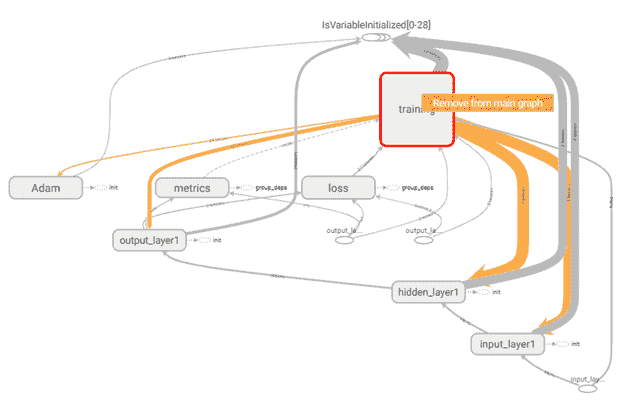 IsVariableInitialized[0-28]
Remove from main graph
training
Adam
init
metrics
group_deps
loss
group_deps
output_layer1
init
output_la...
output_la...
hidden_layer1
init
input_layer1
init
input_lay...